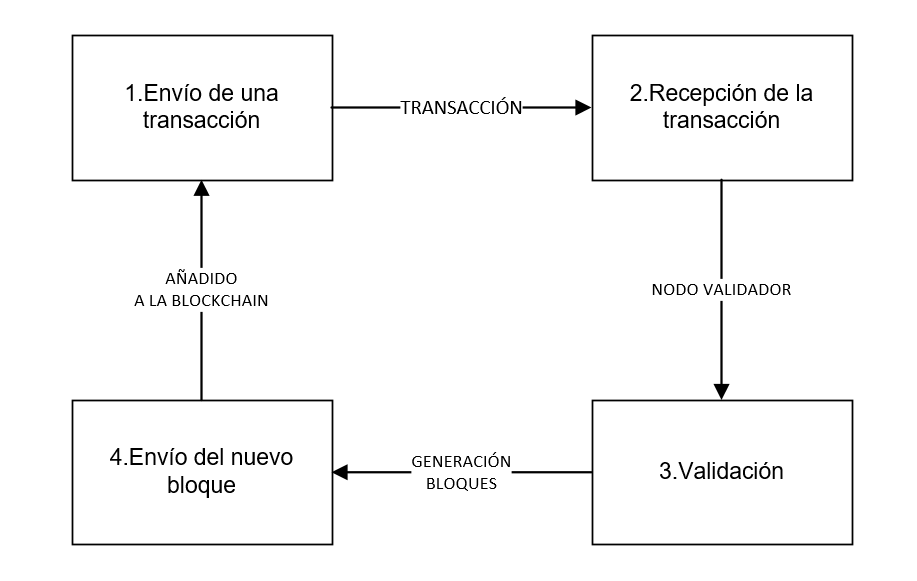 1.Envío de una
transacción
TRANSACCIÓN
2.Recepción de la
transacción
AÑADIDO
A LA BLOCKCHAIN
NODO VALIDADOR
4.Envío del nuevo
bloque
GENERACIÓN
BLOQUES
3.Validación